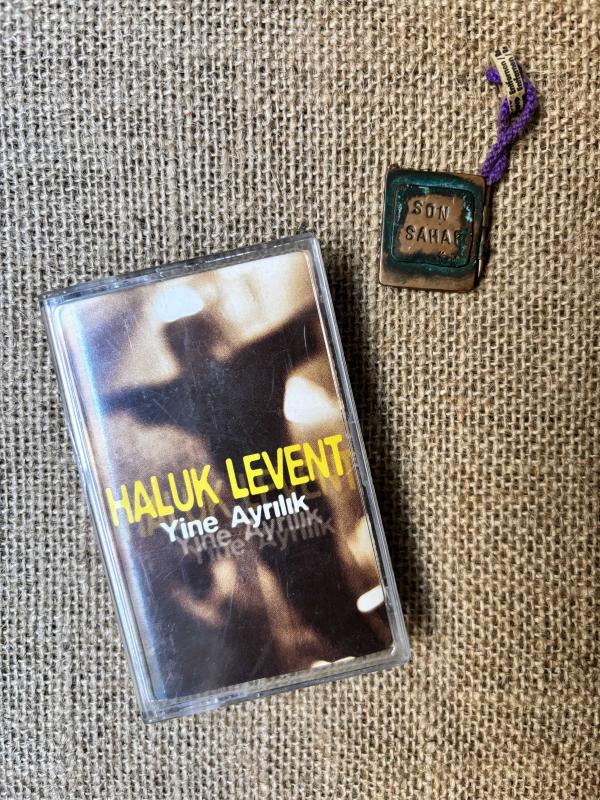 SON
SAHAF
HALUK LEVENT
Yine Ayrılık